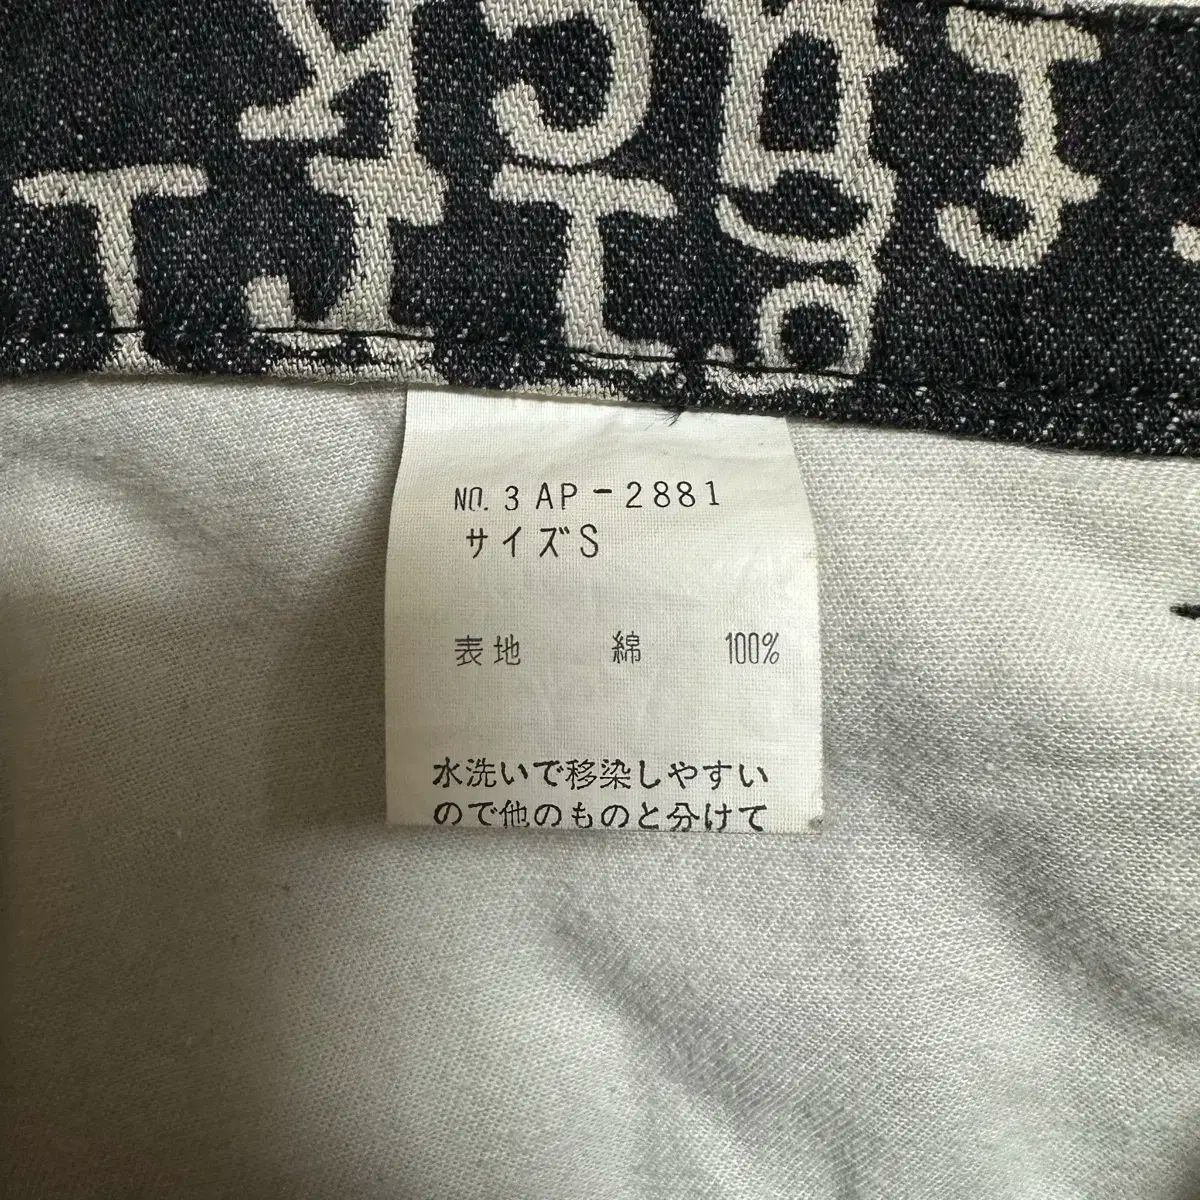 NO. 3 AP-2881
サイズS
表地 綿 100%
水洗いで移染しやすい
ので他のものと分けて